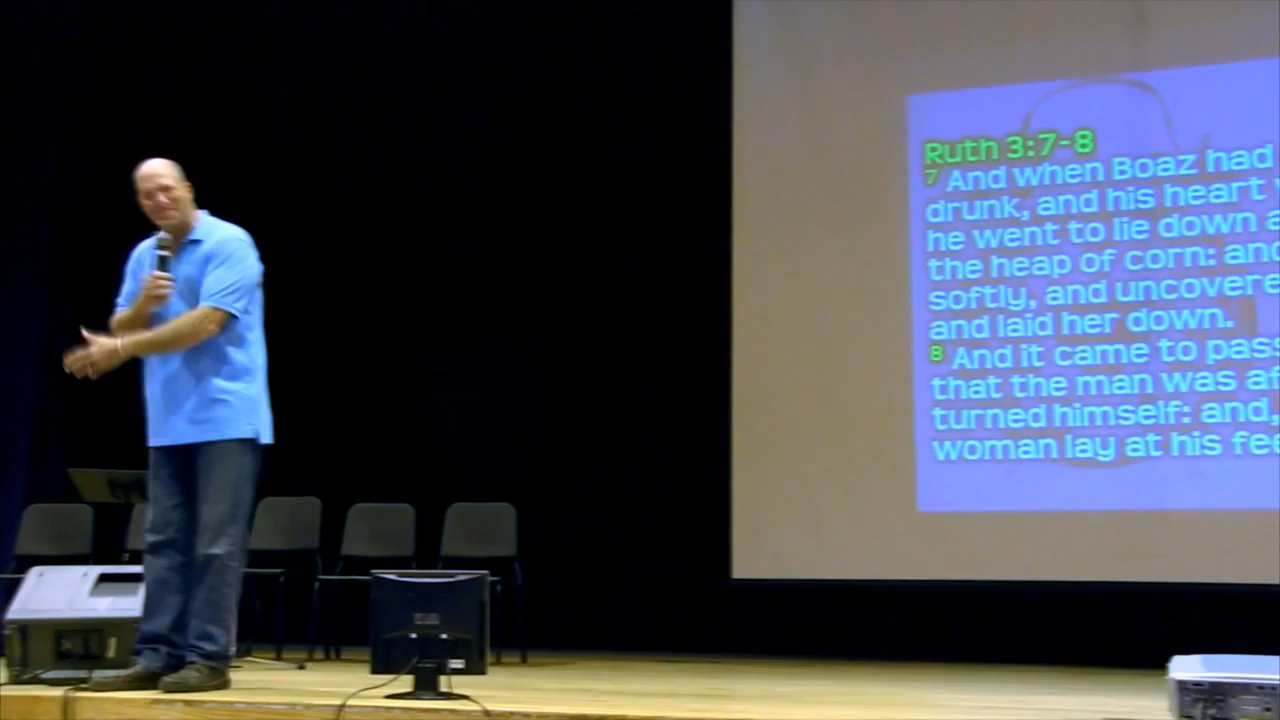 Ruth 3:7-8
7 And when Boaz had
drunk, and his heart
he went to lie down a
the heap of corn: and
softly, and uncovere
and laid her down.
8 And it came to pass
that the man was af
turned himself: and,
woman lay at his fee